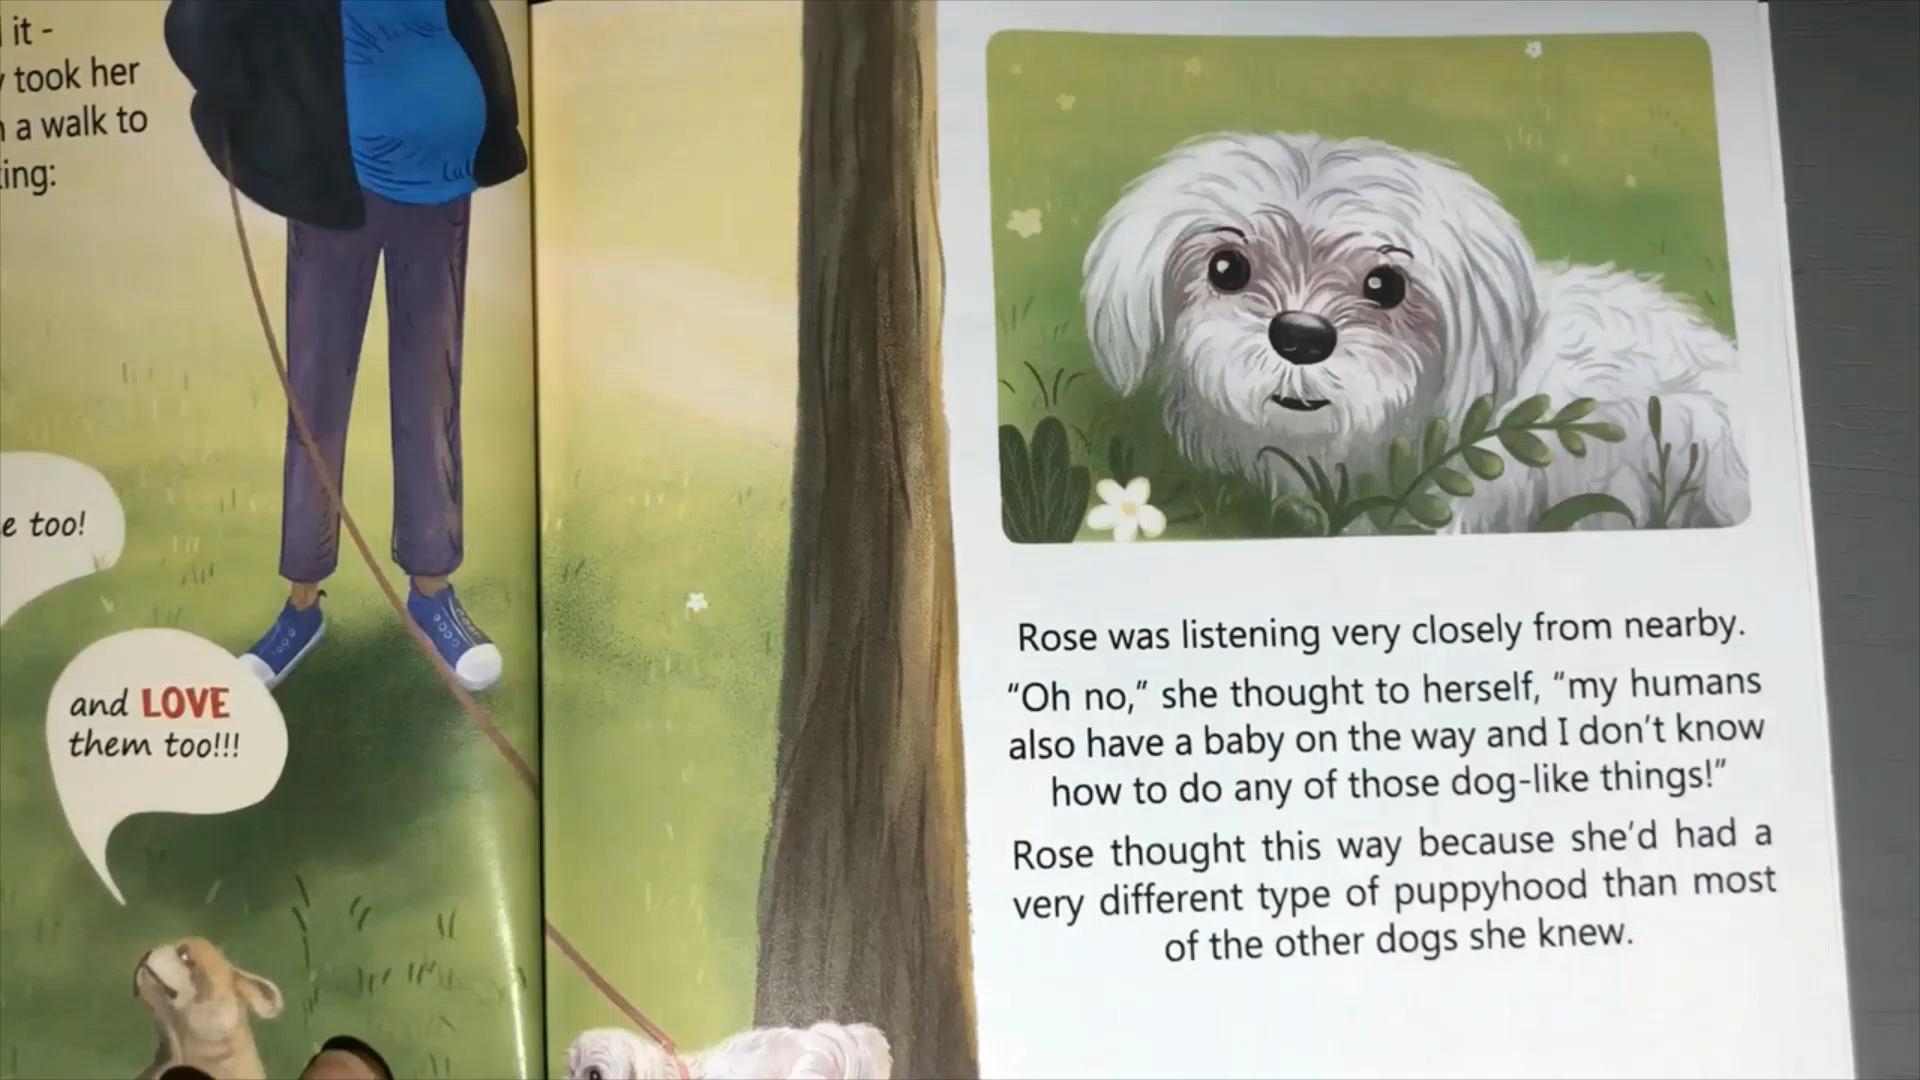 it -
took her
a walk to
e too!
and LOVE
them too!!!
Rose was listening very closely from nearby.
“Oh no,” she thought to herself, “my humans
also have a baby on the way and I don’t know
how to do any of those dog-like things!”
Rose thought this way because she’d had a
very different type of puppyhood than most
of the other dogs she knew.